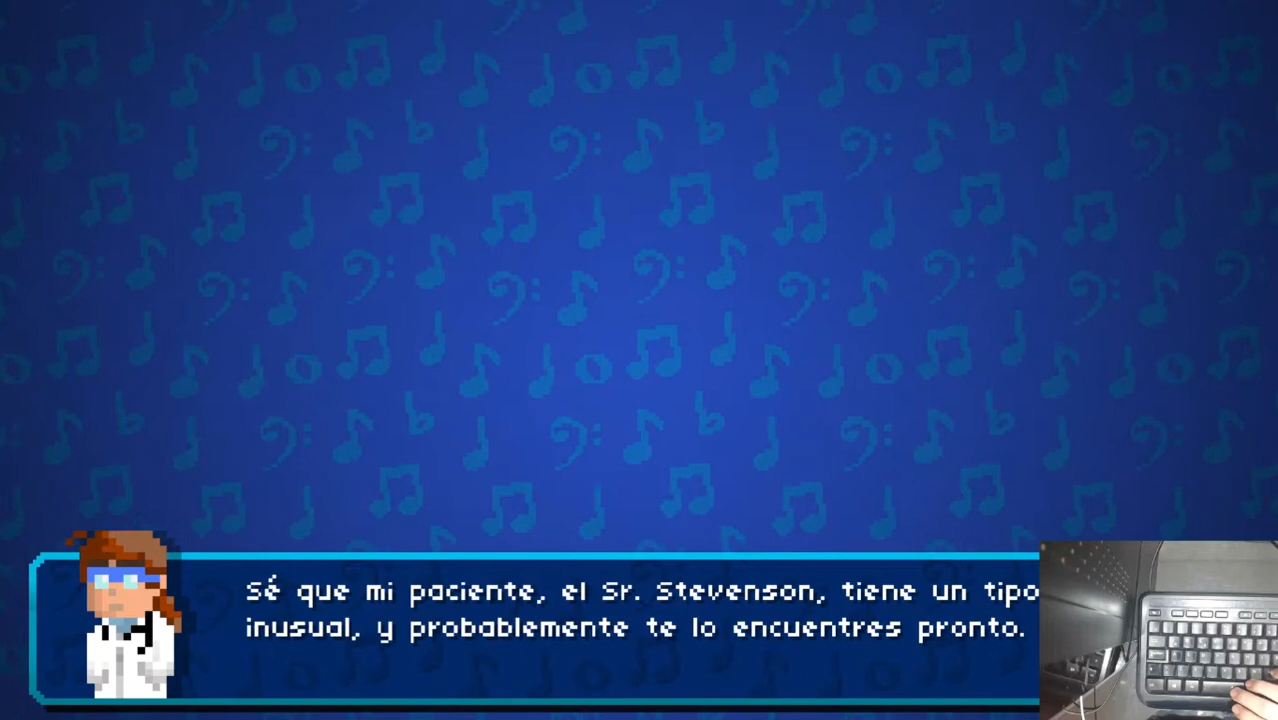 Sé que mi paciente, el Sr. Stevenson, tiene un tipo
inusual, y probablemente te lo encuentres pronto.